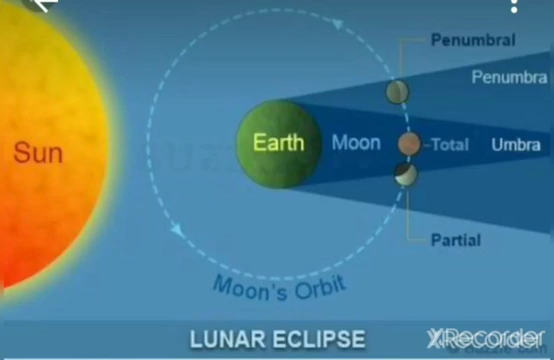 Penumbral
Penumbra
Sun
Earth
Moon
Total
Umbra
Partial
Moon's Orbit
LUNAR ECLIPSE
XRecorder